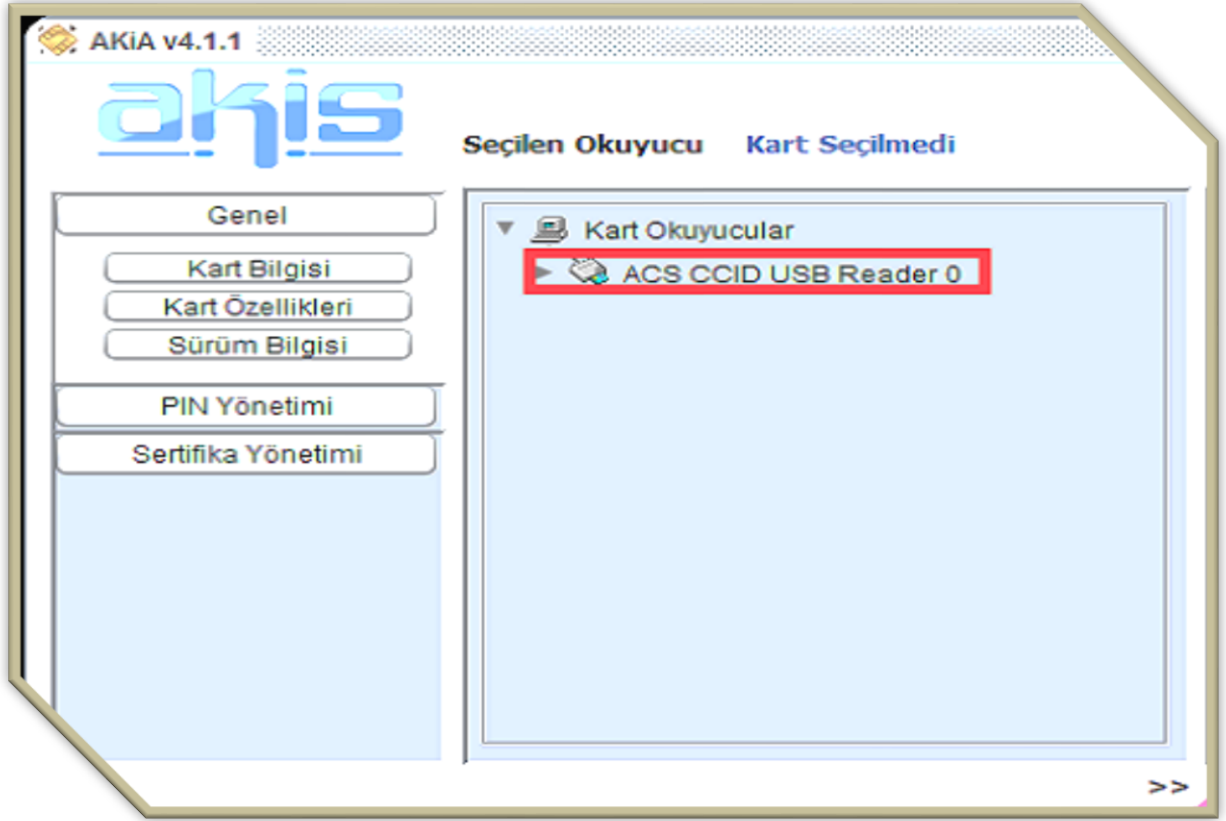 AKiA v4.1.1
akis
Seçilen Okuyucu Kart Seçilmedi
Genel
Kart Bilgisi
Kart Özellikleri
Sürüm Bilgisi
PIN Yönetimi
Sertifika Yönetimi
Kart Okuyucular
ACS CCID USB Reader 0
>>